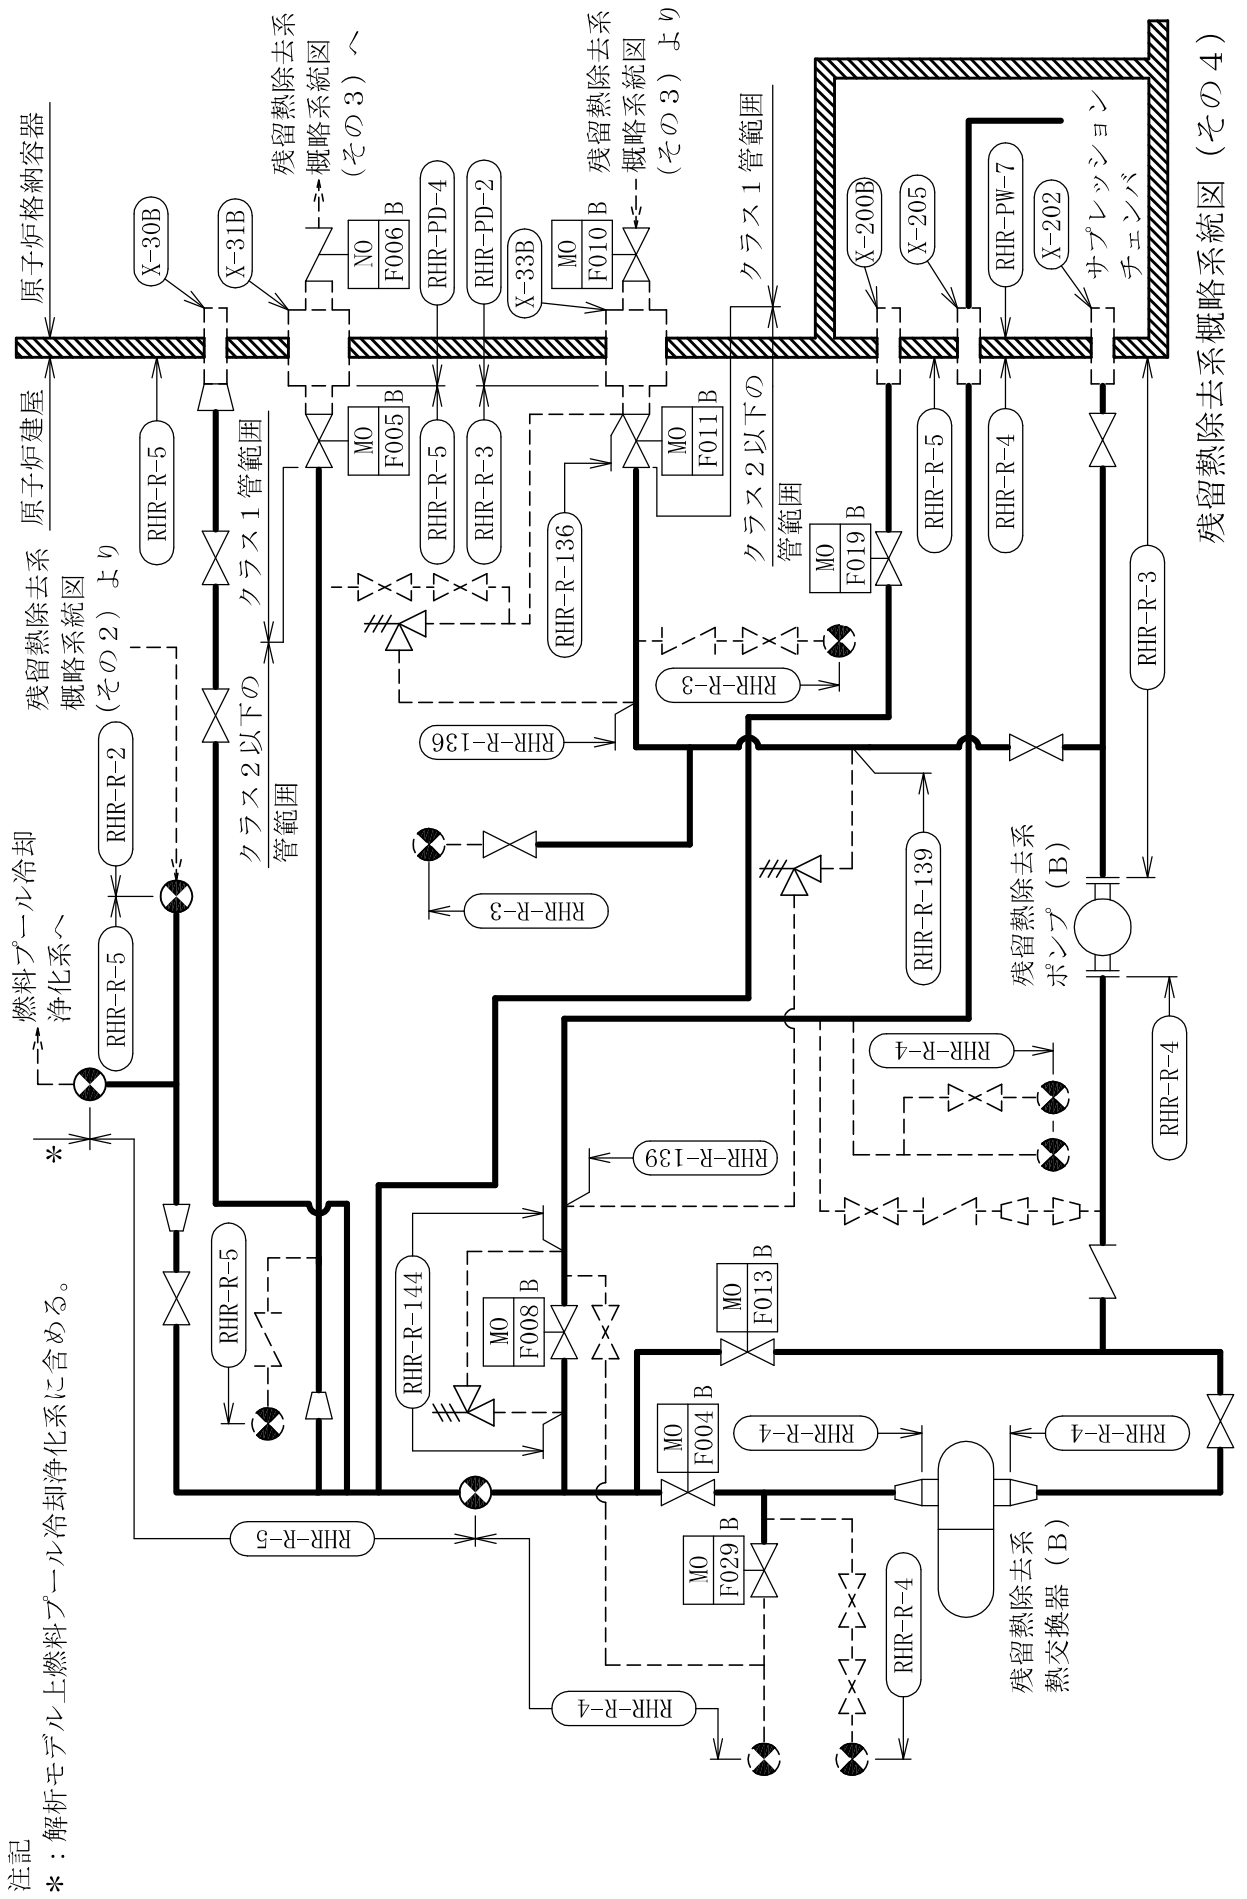 注記
＊：解析モデル上燃料プール冷却浄化系に含める。
燃料プール冷却
浄化系へ
＊
残留熱除去系
概略系統図
(その２) より
原子炉建屋
原子炉格納容器
RHR-R-5
RHR-R-2
RHR-R-5
X-30B
X-31B
クラス２以下の
管範囲
クラス１管範囲
残留熱除去系
概略系統図
(その３) へ
NO
F006
B
MO
F005
B
RHR-R-5
RHR-PD-4
RHR-R-3
RHR-PD-2
X-33B
残留熱除去系
概略系統図
(その３) より
MO
F010
B
MO
F011
B
RHR-R-136
RHR-R-136
クラス２以下の
管範囲
クラス１管範囲
RHR-R-5
RHR-R-5
RHR-R-144
MO
F008
B
RHR-R-139
RHR-R-3
RHR-R-3
MO
F019
B
X-200B
X-205
RHR-R-5
RHR-R-4
RHR-PW-7
X-202
サプレッション
チェンバ
RHR-R-139
RHR-R-4
RHR-R-4
MO
F029
B
MO
F004
B
MO
F013
B
RHR-R-4
RHR-R-4
RHR-R-4
残留熱除去系
熱交換器（B）
残留熱除去系
ポンプ（B）
RHR-R-4
RHR-R-3
残留熱除去系概略系統図（その４）